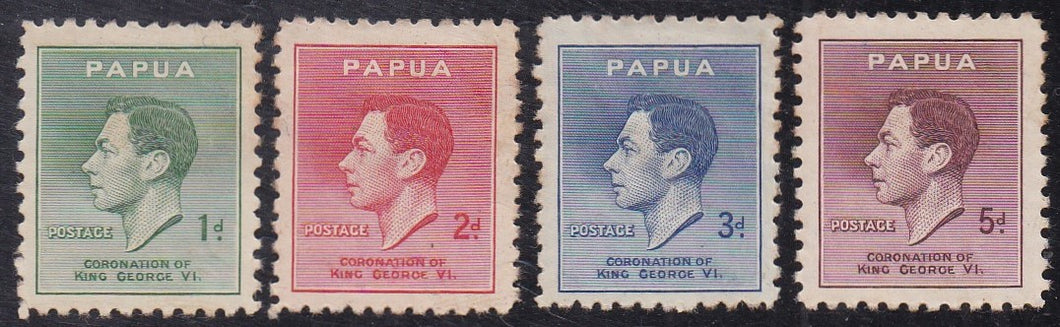 PAPUA
POSTAGE 1d.
CORONATION OF
KING GEORGE VI.
PAPUA
POSTAGE 2d.
CORONATION OF
KING GEORGE VI.
PAPUA
POSTAGE 3d.
CORONATION OF
KING GEORGE VI.
PAPUA
POSTAGE 5d.
CORONATION OF
KING GEORGE VI.